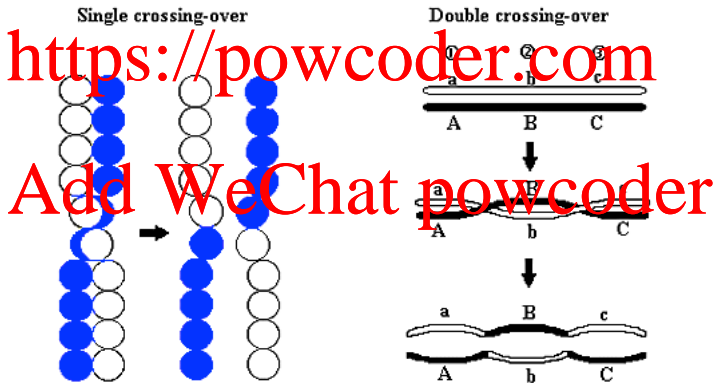 Single crossing-over
Double crossing-over
https://powcoder.com
① ② ③
a b c
A B C
Add WeChat powcoder
a B c
A b C
a B c
A b C